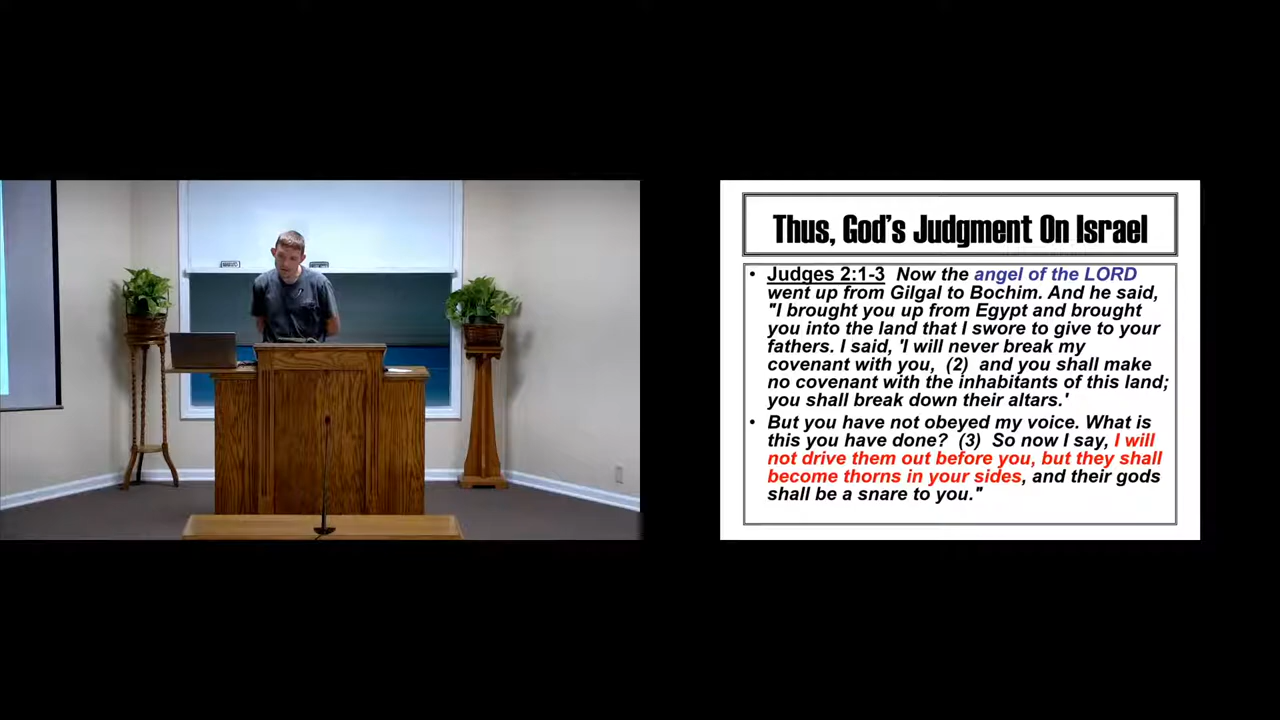 Thus, God's Judgment On Israel
• Judges 2:1-3 Now the angel of the LORD
went up from Gilgal to Bochim. And he said,
"I brought you up from Egypt and brought
you into the land that I swore to give to your
fathers. I said, 'I will never break my
covenant with you, (2) and you shall make
no covenant with the inhabitants of this land;
you shall break down their altars.'
• But you have not obeyed my voice. What is
this you have done? (3) So now I say, I will
not drive them out before you, but they shall
become thorns in your sides, and their gods
shall be a snare to you."